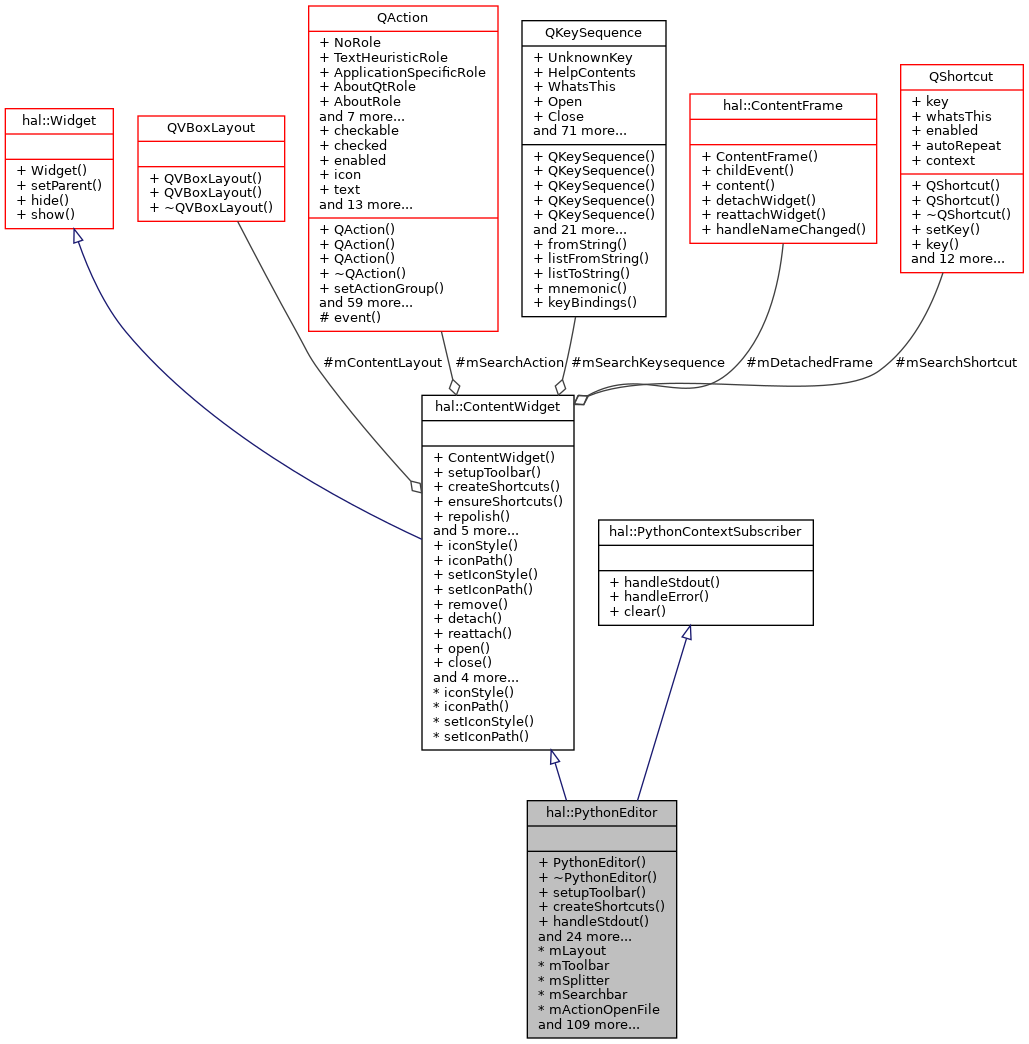 QAction
+ NoRole
+ TextHeuristicRole
+ ApplicationSpecificRole
+ AboutQtRole
+ AboutRole
and 7 more...
+ checkable
+ checked
+ enabled
+ icon
+ text
and 13 more...
+ QAction()
+ QAction()
+ QAction()
+ ~QAction()
+ setActionGroup()
and 59 more...
# event()
QKeySequence
+ UnknownKey
+ HelpContents
+ WhatsThis
+ Open
+ Close
and 71 more...
+ QKeySequence()
+ QKeySequence()
+ QKeySequence()
+ QKeySequence()
+ QKeySequence()
and 21 more...
+ fromString()
+ listFromString()
+ listToString()
+ mnemonic()
+ keyBindings()
QShortcut
+ key
+ whatsThis
+ enabled
+ autoRepeat
+ context
+ QShortcut()
+ QShortcut()
+ ~QShortcut()
+ setKey()
+ key()
and 12 more...
hal::ContentFrame
+ ContentFrame()
+ childEvent()
+ content()
+ detachWidget()
+ reattachWidget()
+ handleNameChanged()
hal::Widget
+ Widget()
+ setParent()
+ hide()
+ show()
QVBoxLayout
+ QVBoxLayout()
+ QVBoxLayout()
+ ~QVBoxLayout()
#mContentLayout
#mSearchAction
#mSearchKeysequence
#mDetachedFrame
#mSearchShortcut
hal::ContentWidget
+ ContentWidget()
+ setupToolbar()
+ createShortcuts()
+ ensureShortcuts()
+ repolish()
and 5 more...
+ iconStyle()
+ iconPath()
+ setIconStyle()
+ setIconPath()
+ remove()
+ detach()
+ reattach()
+ open()
+ close()
and 4 more...
* iconStyle()
* iconPath()
* setIconStyle()
* setIconPath()
hal::PythonContextSubscriber
+ handleStdout()
+ handleError()
+ clear()
hal::PythonEditor
+ PythonEditor()
+ ~PythonEditor()
+ setupToolbar()
+ createShortcuts()
+ handleStdout()
and 24 more...
* mLayout
* mToolbar
* mSplitter
* mSearchbar
* mActionOpenFile
and 109 more...